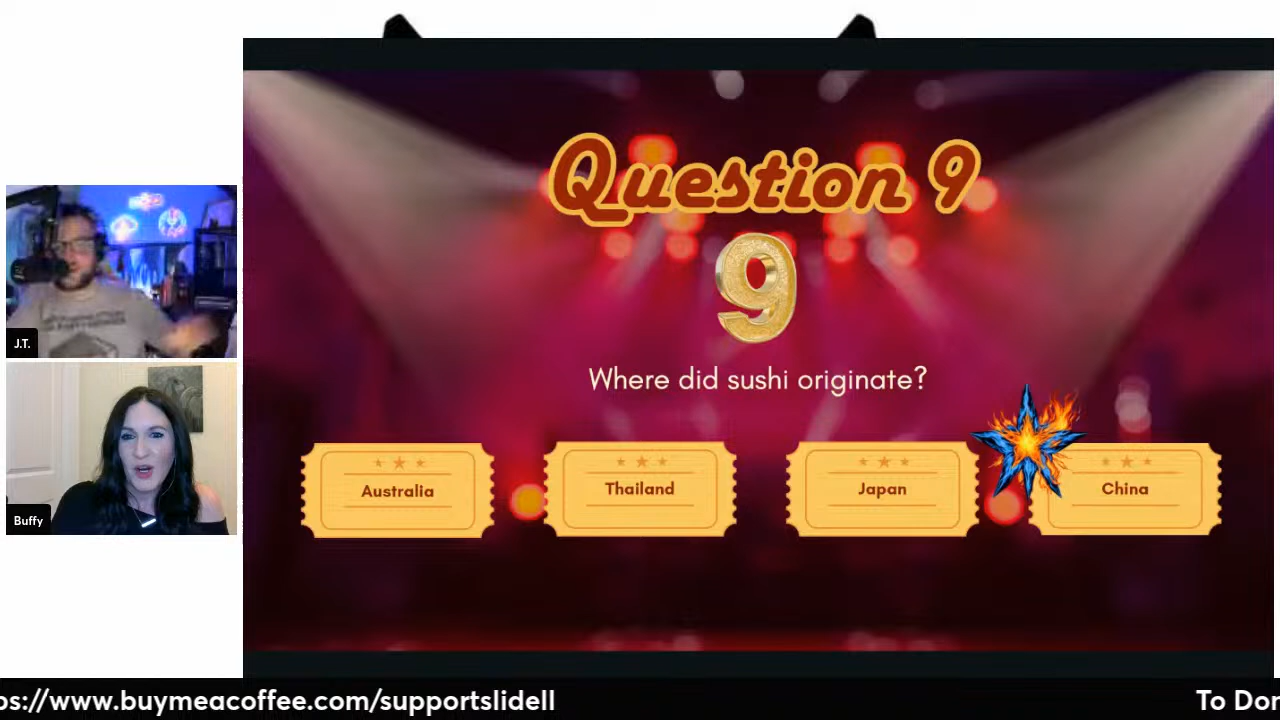 Question 9
9
Where did sushi originate?
Australia
Thailand
Japan
China
J.T.
Buffy
ps://www.buymeacoffee.com/supportslidell
To Don